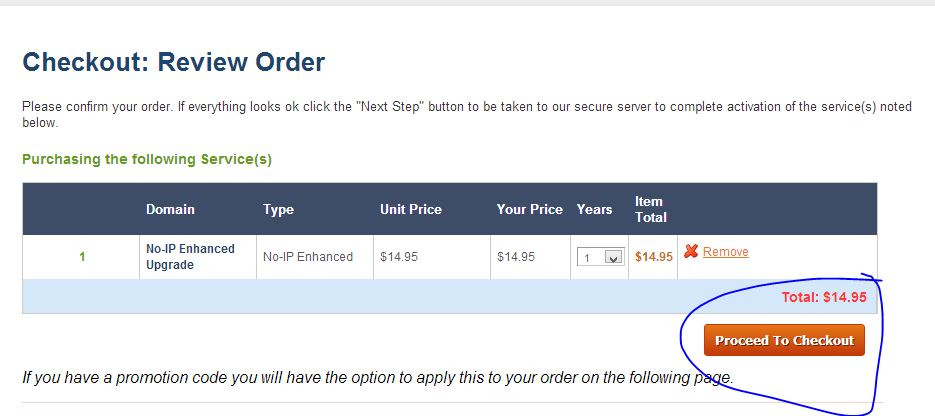 Checkout: Review Order
Please confirm your order. If everything looks ok click the "Next Step" button to be taken to our secure server to complete activation of the service(s) noted
below.
Purchasing the following Service(s)
Domain Type Unit Price Your Price Years Item Total
1 No-IP Enhanced Upgrade No-IP Enhanced $14.95 $14.95 1 $14.95 Remove
Total: $14.95
Proceed To Checkout
If you have a promotion code you will have the option to apply this to your order on the following page.